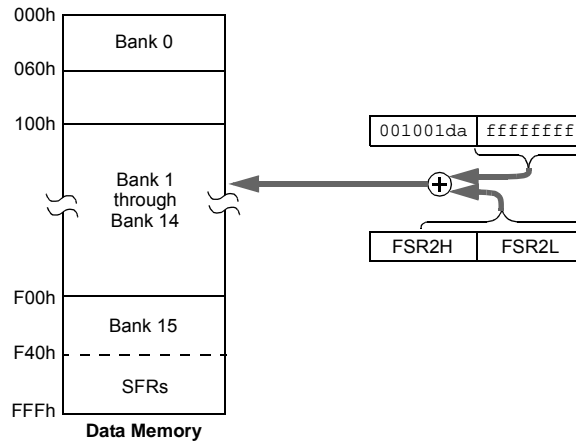 000h
Bank 0
060h
100h
001001da ffffffff
Bank 1
through
Bank 14
FSR2H FSR2L
F00h
Bank 15
F40h
SFRs
FFFh
Data Memory